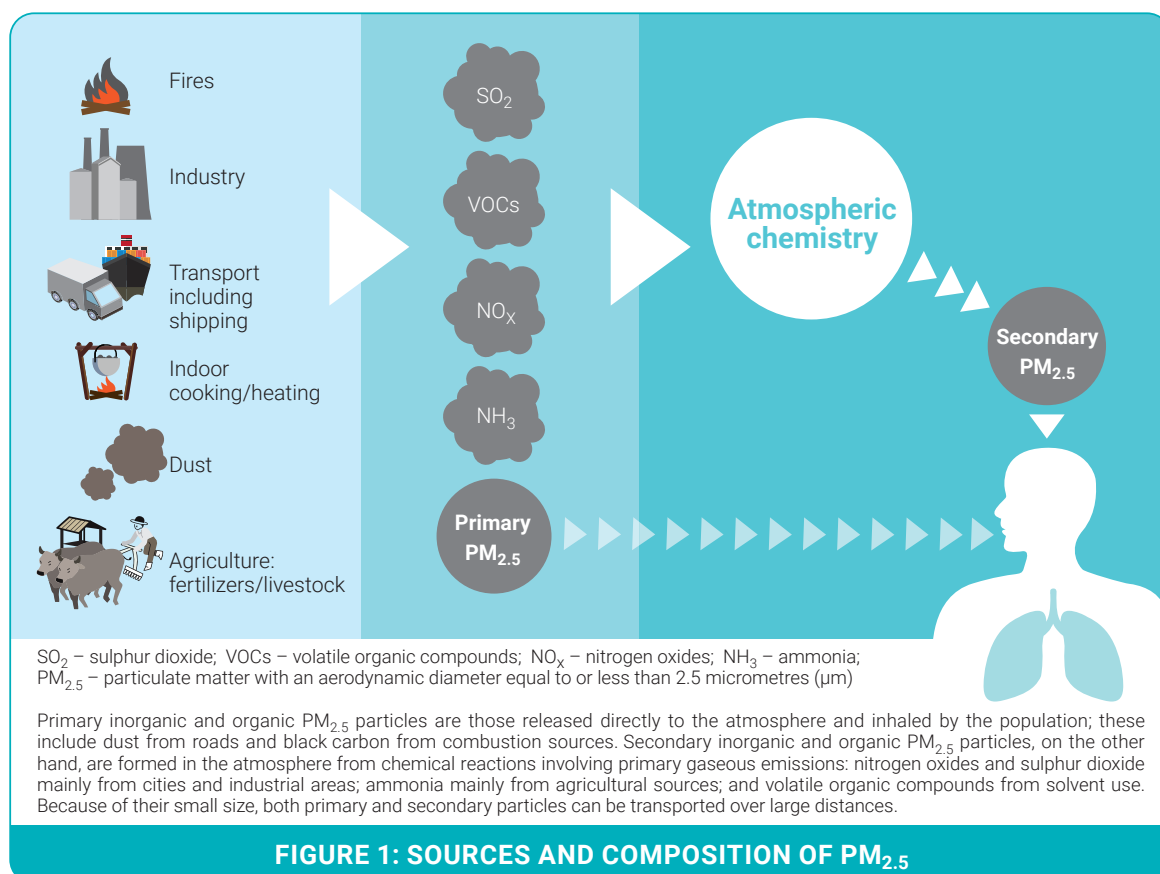 Fires
Industry
Transport
including
shipping
Indoor
cooking/heating
Dust
Agriculture:
fertilizers/livestock
SO₂
VOCs
NOₓ
NH₃
Primary
PM₂.₅
Atmospheric
chemistry
Secondary
PM₂.₅
SO₂ – sulphur dioxide; VOCs – volatile organic compounds; NOₓ – nitrogen oxides; NH₃ – ammonia;
PM₂.₅ – particulate matter with an aerodynamic diameter equal to or less than 2.5 micrometres (µm)
Primary inorganic and organic PM₂.₅ particles are those released directly to the atmosphere and inhaled by the population; these
include dust from roads and black carbon from combustion sources. Secondary inorganic and organic PM₂.₅ particles, on the other
hand, are formed in the atmosphere from chemical reactions involving primary gaseous emissions: nitrogen oxides and sulphur dioxide
mainly from cities and industrial areas; ammonia mainly from agricultural sources; and volatile organic compounds from solvent use.
Because of their small size, both primary and secondary particles can be transported over large distances.
FIGURE 1: SOURCES AND COMPOSITION OF PM₂.₅